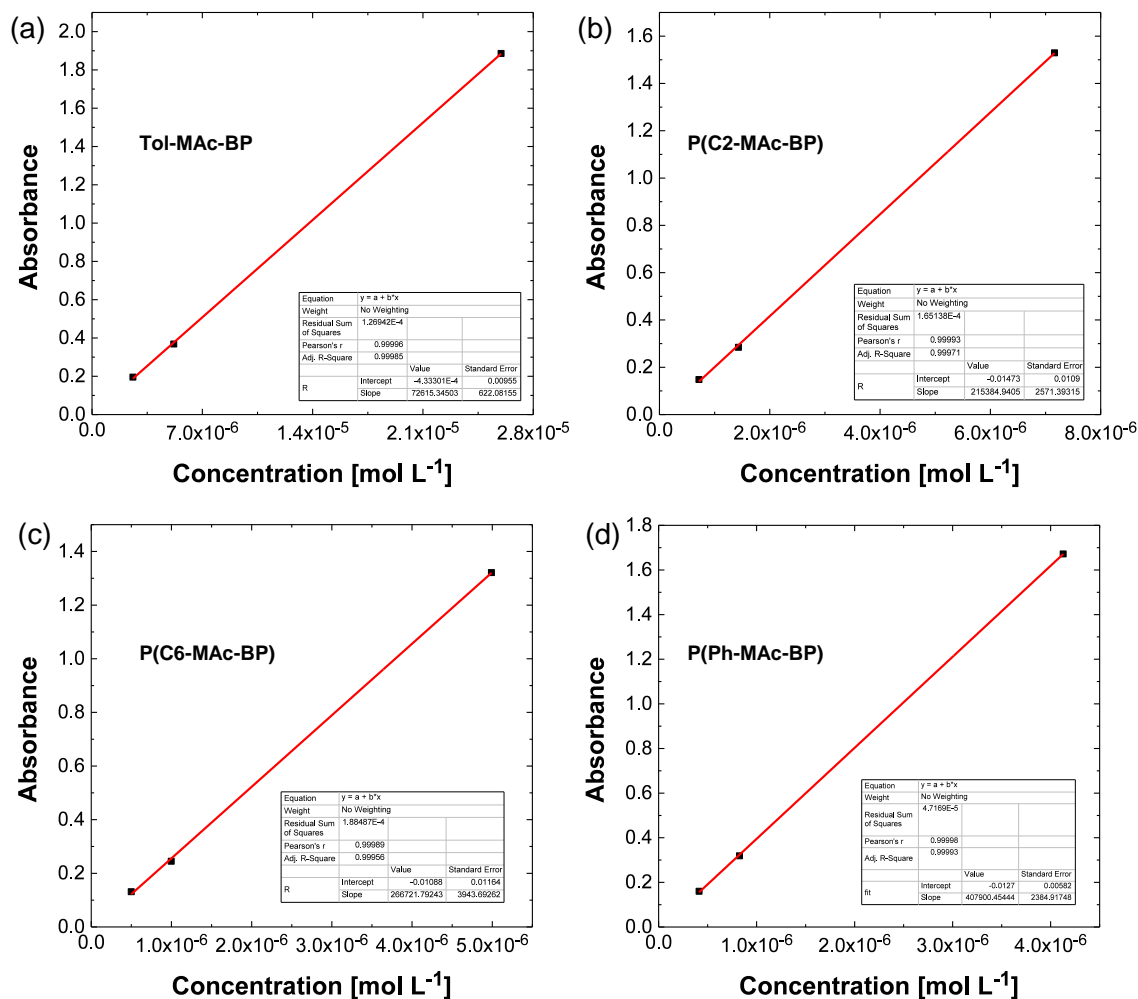 (a)
2.0
1.8
1.6
1.4
1.2
1.0
0.8
0.6
0.4
0.2
0.0
Absorbance
Tol-MAc-BP
Equation y = a + b*x
Weight No Weighting
Residual Sum of Squares 1.26942E-4
Pearson's r 0.99996
Adj. R-Square 0.99985
Value Standard Error
R Intercept -4.33301E-4 0.00955
Slope 72615.34503 622.08155
0.0 7.0x10⁻⁶ 1.4x10⁻⁵ 2.1x10⁻⁵ 2.8x10⁻⁵
Concentration [mol L⁻¹]
(b)
1.6
1.4
1.2
1.0
0.8
0.6
0.4
0.2
0.0
Absorbance
P(C2-MAc-BP)
Equation y = a + b*x
Weight No Weighting
Residual Sum of Squares 1.65138E-4
Pearson's r 0.99993
Adj. R-Square 0.99971
Value Standard Error
R Intercept -0.01473 0.0109
Slope 215384.9405 2571.39315
0.0 2.0x10⁻⁶ 4.0x10⁻⁶ 6.0x10⁻⁶ 8.0x10⁻⁶
Concentration [mol L⁻¹]
(c)
1.4
1.2
1.0
0.8
0.6
0.4
0.2
0.0
Absorbance
P(C6-MAc-BP)
Equation y = a + b*x
Weight No Weighting
Residual Sum of Squares 1.88487E-4
Pearson's r 0.99989
Adj. R-Square 0.99956
Value Standard Error
R Intercept -0.01088 0.01164
Slope 266721.79243 3943.69262
0.0 1.0x10⁻⁶ 2.0x10⁻⁶ 3.0x10⁻⁶ 4.0x10⁻⁶ 5.0x10⁻⁶
Concentration [mol L⁻¹]
(d)
1.8
1.6
1.4
1.2
1.0
0.8
0.6
0.4
0.2
0.0
Absorbance
P(Ph-MAc-BP)
Equation y = a + b*x
Weight No Weighting
Residual Sum of Squares 4.7169E-5
Pearson's r 0.99998
Adj. R-Square 0.99993
Value Standard Error
fit Intercept -0.0127 0.00582
Slope 407900.45444 2384.91748
0.0 1.0x10⁻⁶ 2.0x10⁻⁶ 3.0x10⁻⁶ 4.0x10⁻⁶
Concentration [mol L⁻¹]